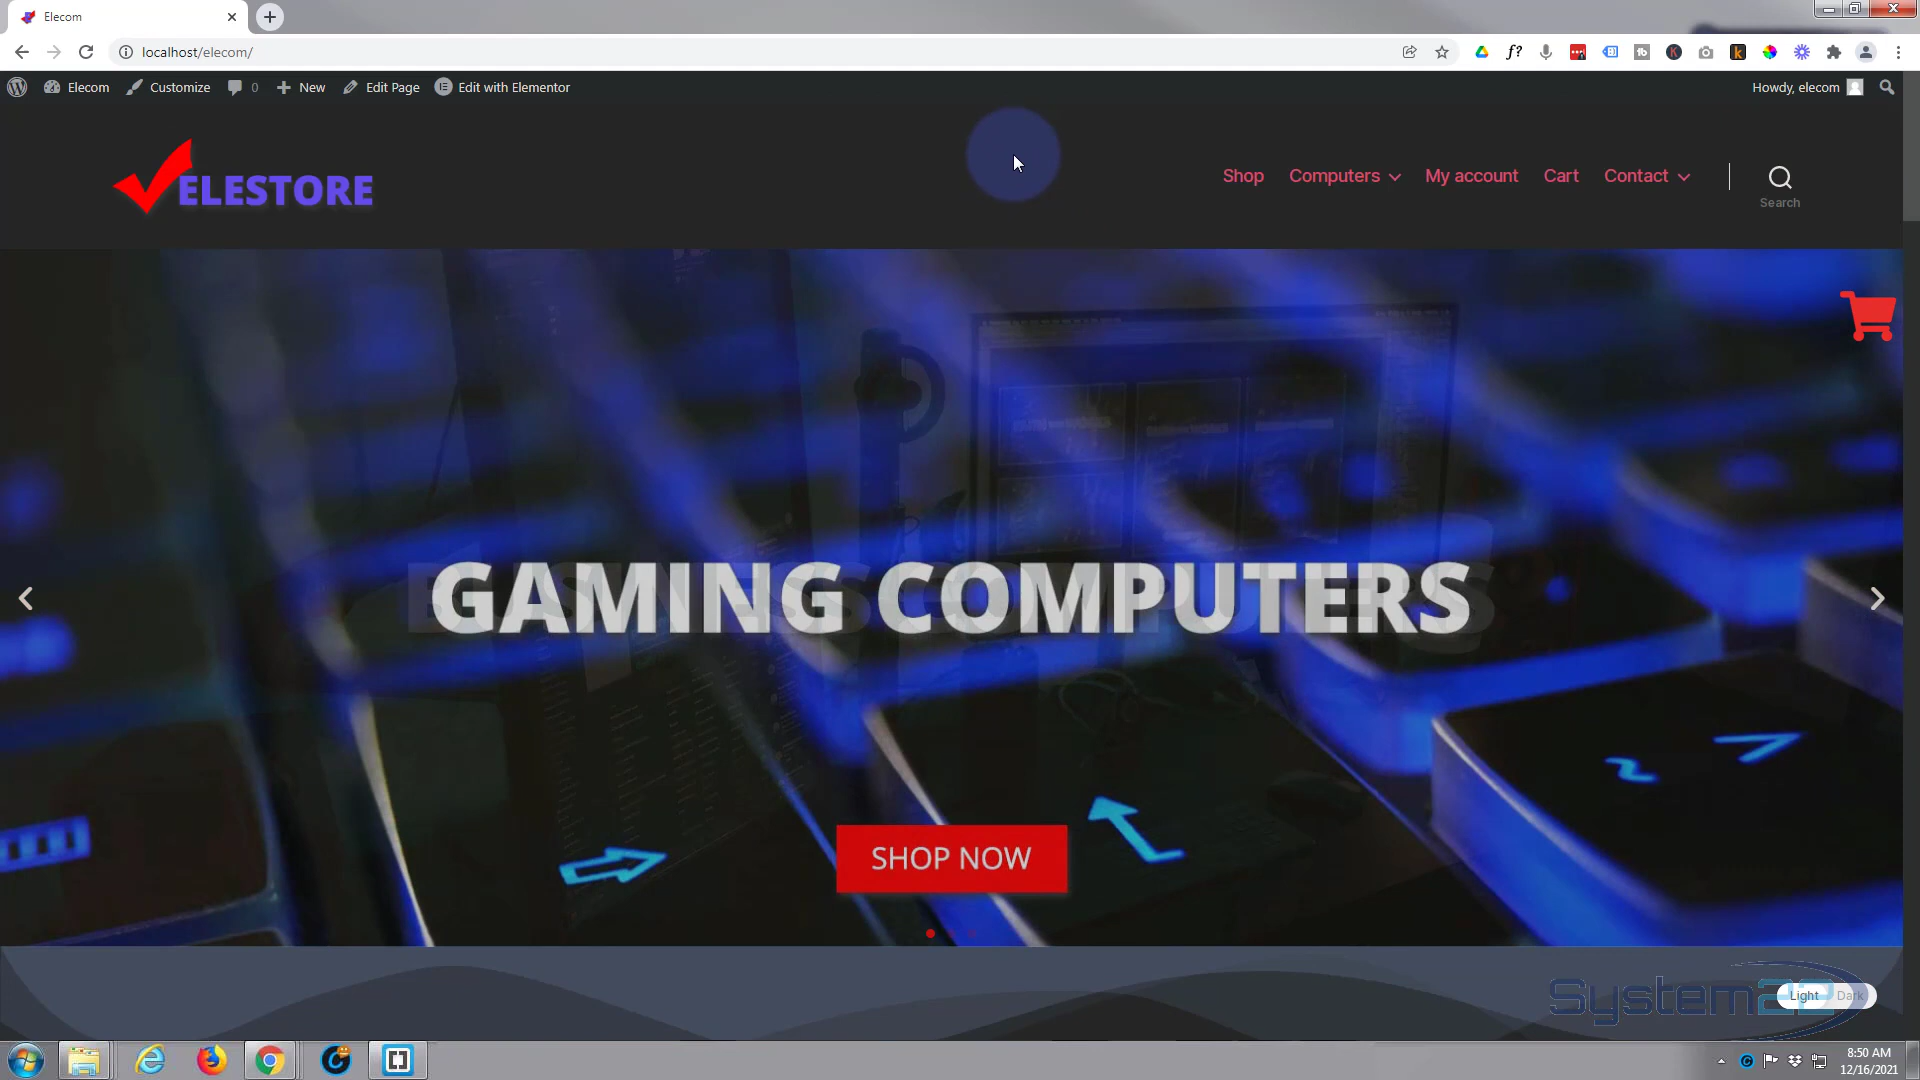 Elecom
localhost/elecom/
Elecom Customize 0 New Edit Page Edit with Elementor Howdy, elecom
ELESTORE
Shop Computers My account Cart Contact
Search
GAMING COMPUTERS
SHOP NOW
System22
Light Dark
8:50 AM
12/16/2021